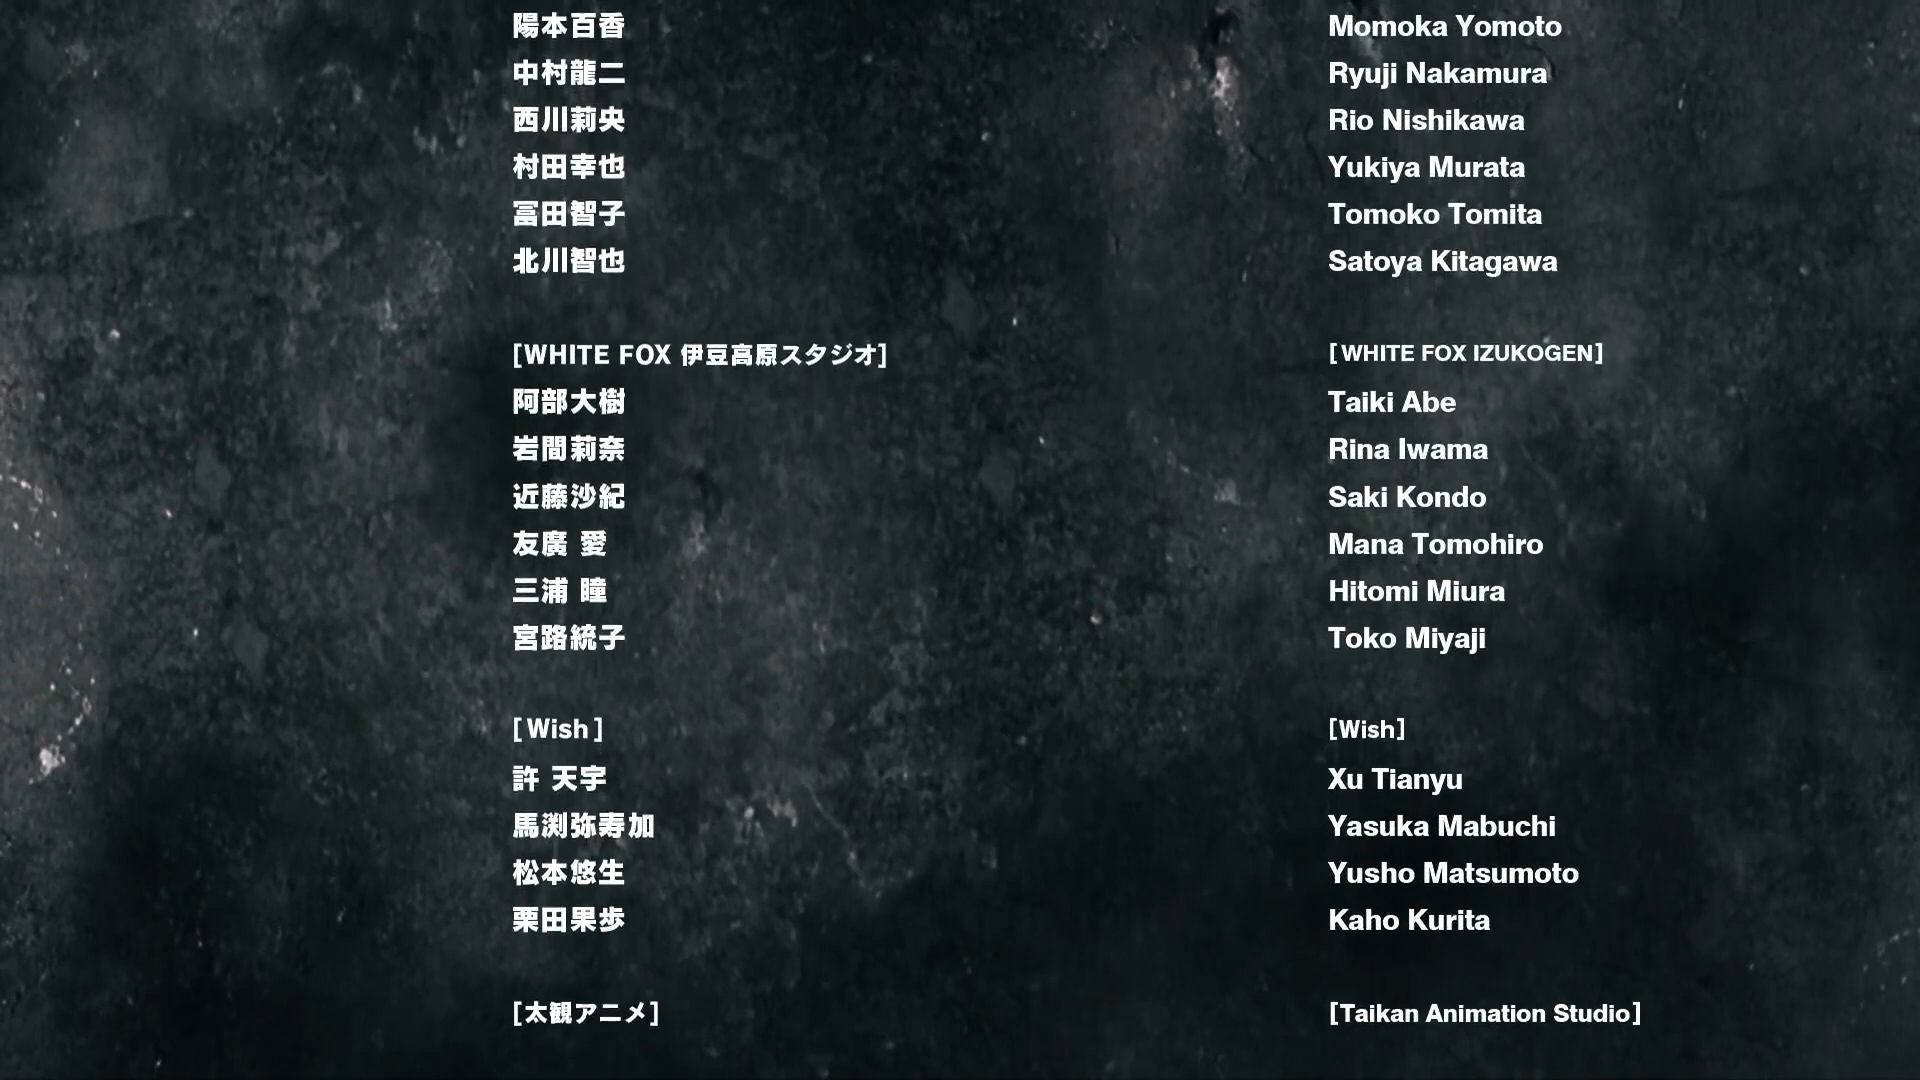 陽本百香 Momoka Yomoto
中村龍二 Ryuji Nakamura
西川莉央 Rio Nishikawa
村田幸也 Yukiya Murata
冨田智子 Tomoko Tomita
北川智也 Satoya Kitagawa
[WHITE FOX 伊豆高原スタジオ] [WHITE FOX IZUKOGEN]
阿部大樹 Taiki Abe
岩間莉奈 Rina Iwama
近藤沙紀 Saki Kondo
友廣 愛 Mana Tomohiro
三浦 瞳 Hitomi Miura
宮路統子 Toko Miyaji
[Wish] [Wish]
許 天宇 Xu Tianyu
馬渕弥寿加 Yasuka Mabuchi
松本悠生 Yusho Matsumoto
栗田果歩 Kaho Kurita
[太観アニメ] [Taikan Animation Studio]